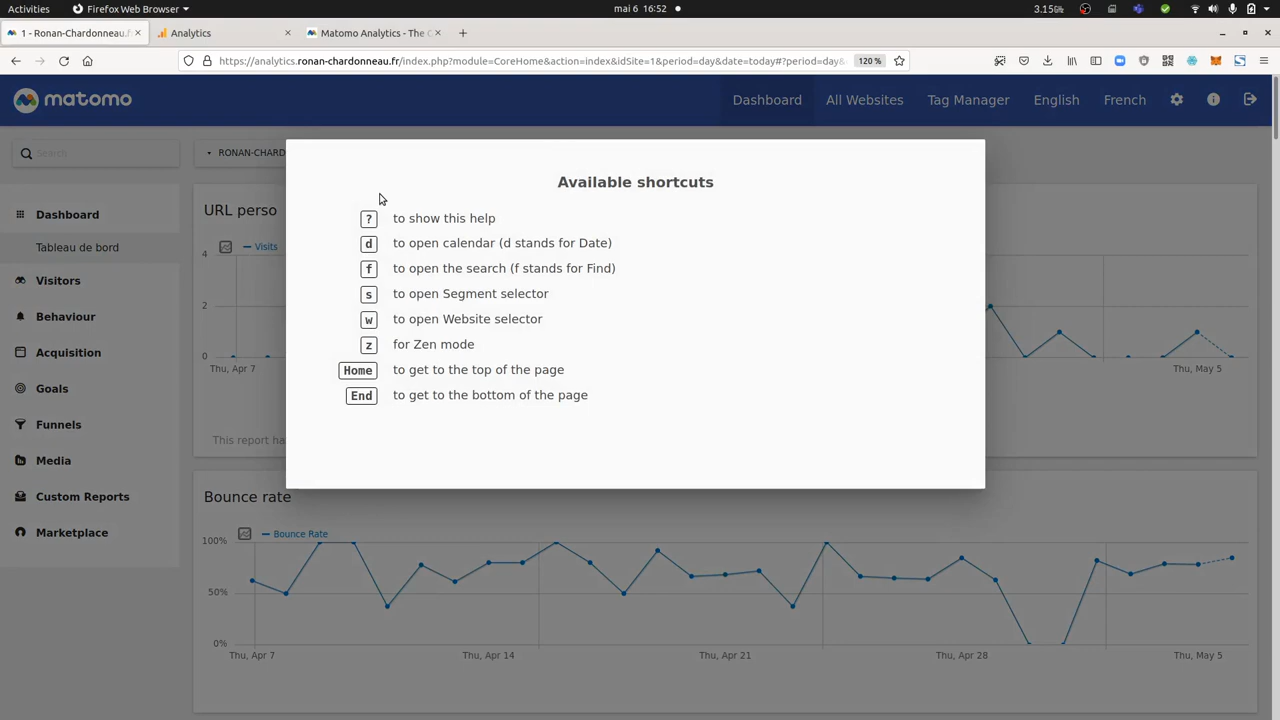 Activities Firefox Web Browser mai 6 16:52 3.15
1 - Ronan-Chardonneau.f × Analytics × Matomo Analytics - The × +
https://analytics.ronan-chardonneau.fr/index.php?module=CoreHome&action=index&idSite=1&period=day&date=today#?period=day& 120 %
matomo Dashboard All Websites Tag Manager English French
Search RONAN-CHARD
Available shortcuts
? to show this help
d to open calendar (d stands for Date)
f to open the search (f stands for Find)
s to open Segment selector
w to open Website selector
z for Zen mode
Home to get to the top of the page
End to get to the bottom of the page
Dashboard
Tableau de bord
Visitors
Behaviour
Acquisition
Goals
Funnels
Media
Custom Reports
Marketplace
URL perso
Visits
4
2
0
Thu, Apr 7 Thu, May 5
This report ha
Bounce rate
Bounce Rate
100%
50%
0%
Thu, Apr 7 Thu, Apr 14 Thu, Apr 21 Thu, Apr 28 Thu, May 5